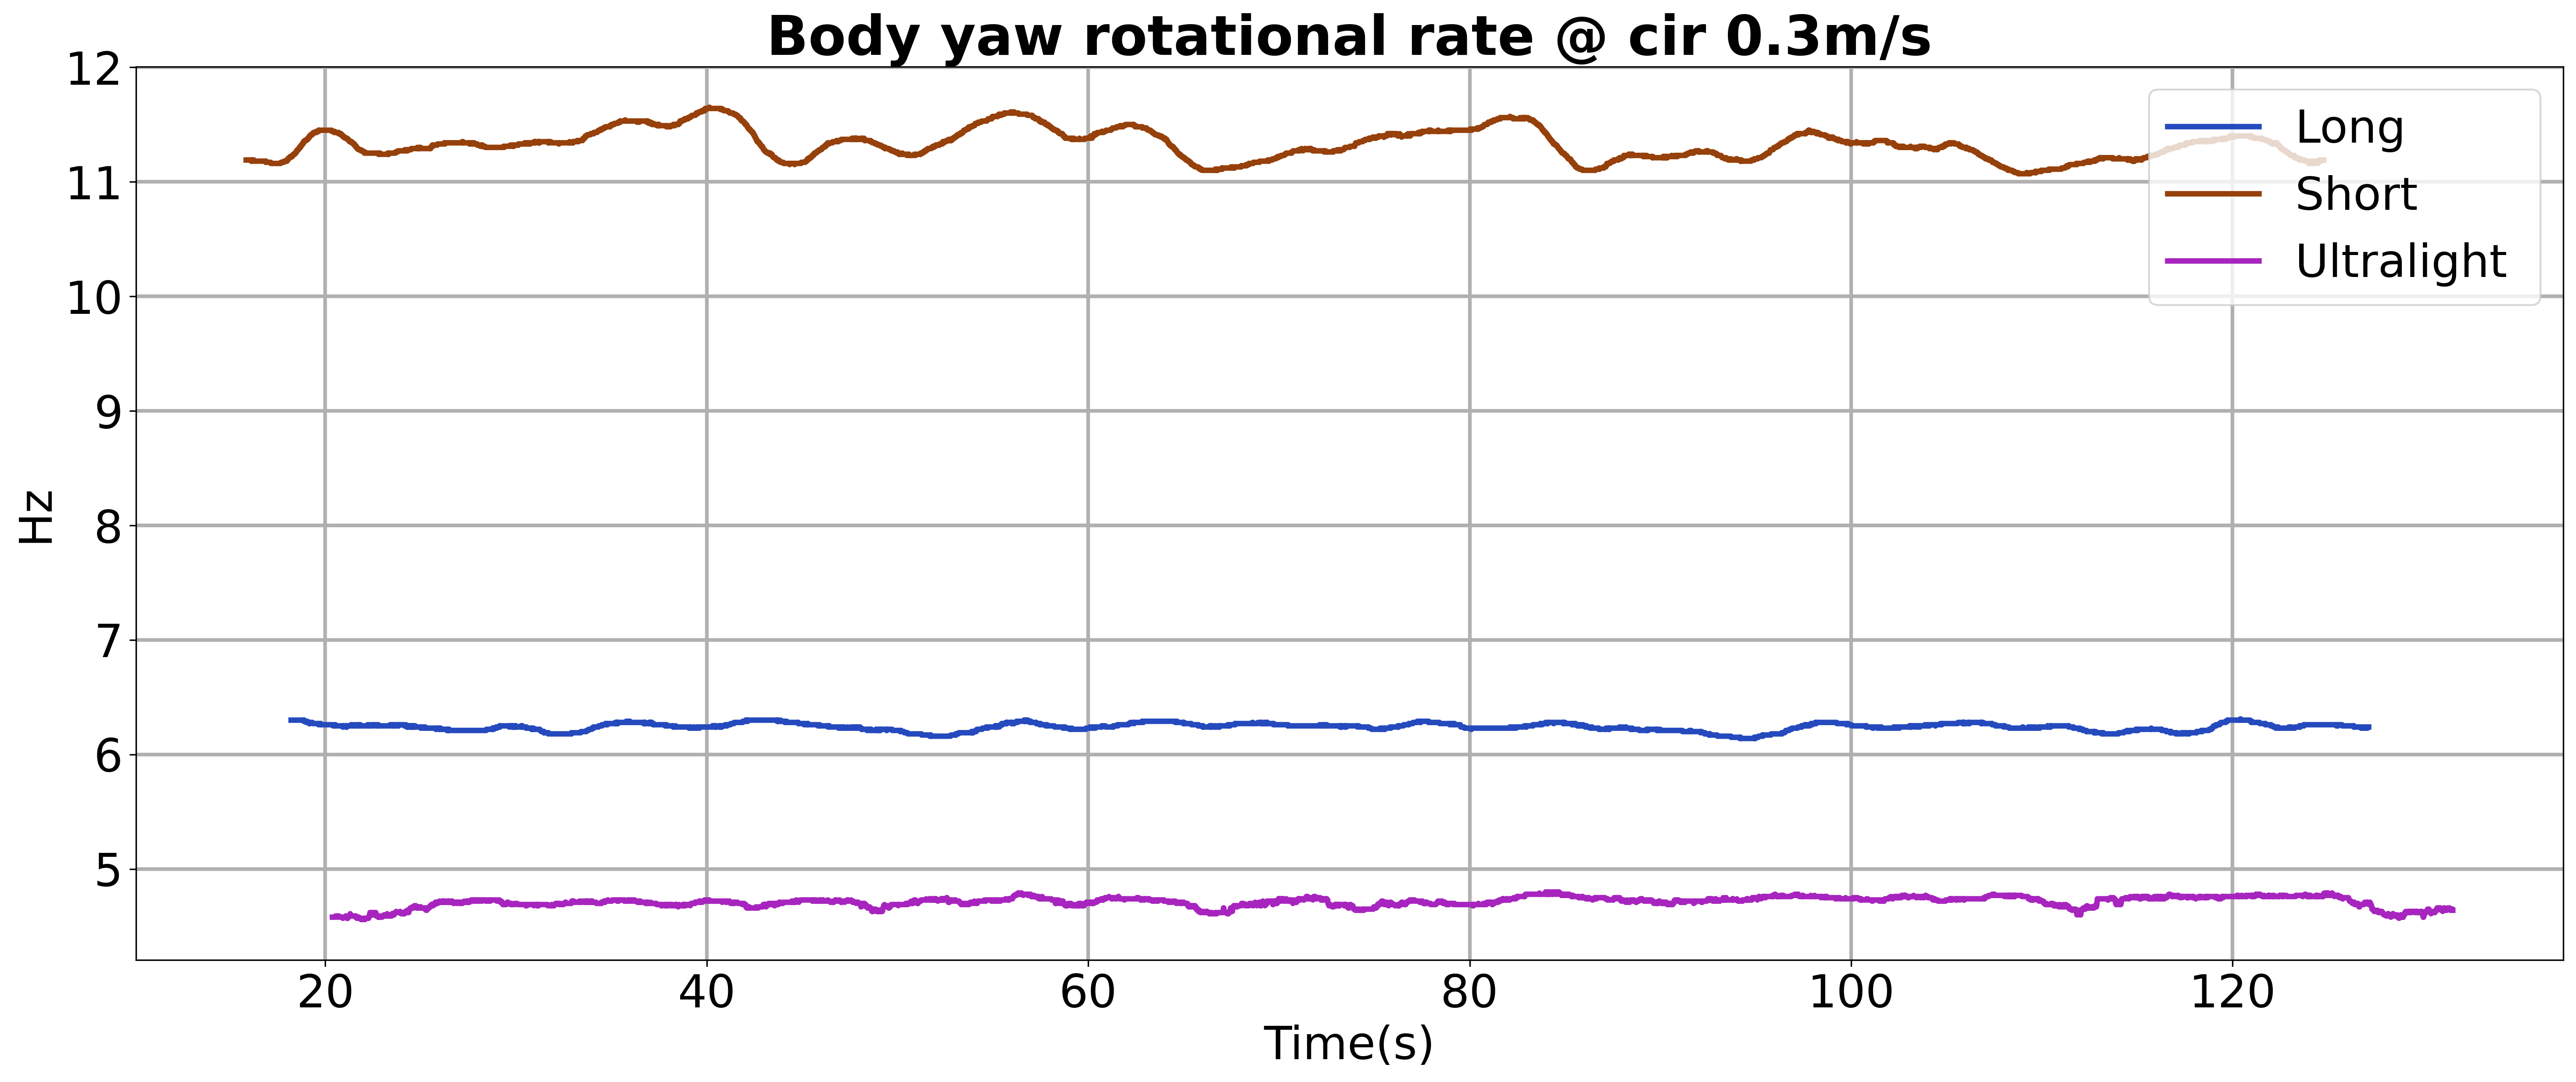 Body yaw rotational rate @ cir 0.3m/s
12
11
10
9
8
7
6
5
Hz
Long
Short
Ultralight
20 40 60 80 100 120
Time(s)